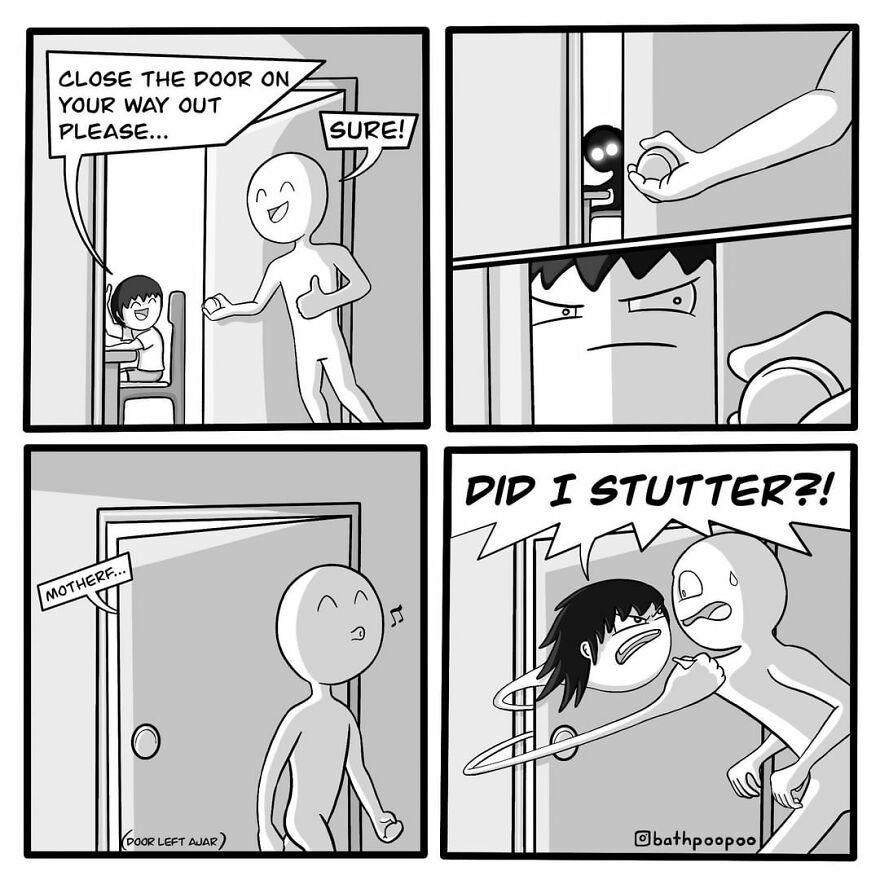 CLOSE THE DOOR ON
YOUR WAY OUT
PLEASE...
SURE!
MOTHERF...
(DOOR LEFT AJAR)
DID I STUTTER?!
bathpoopoo